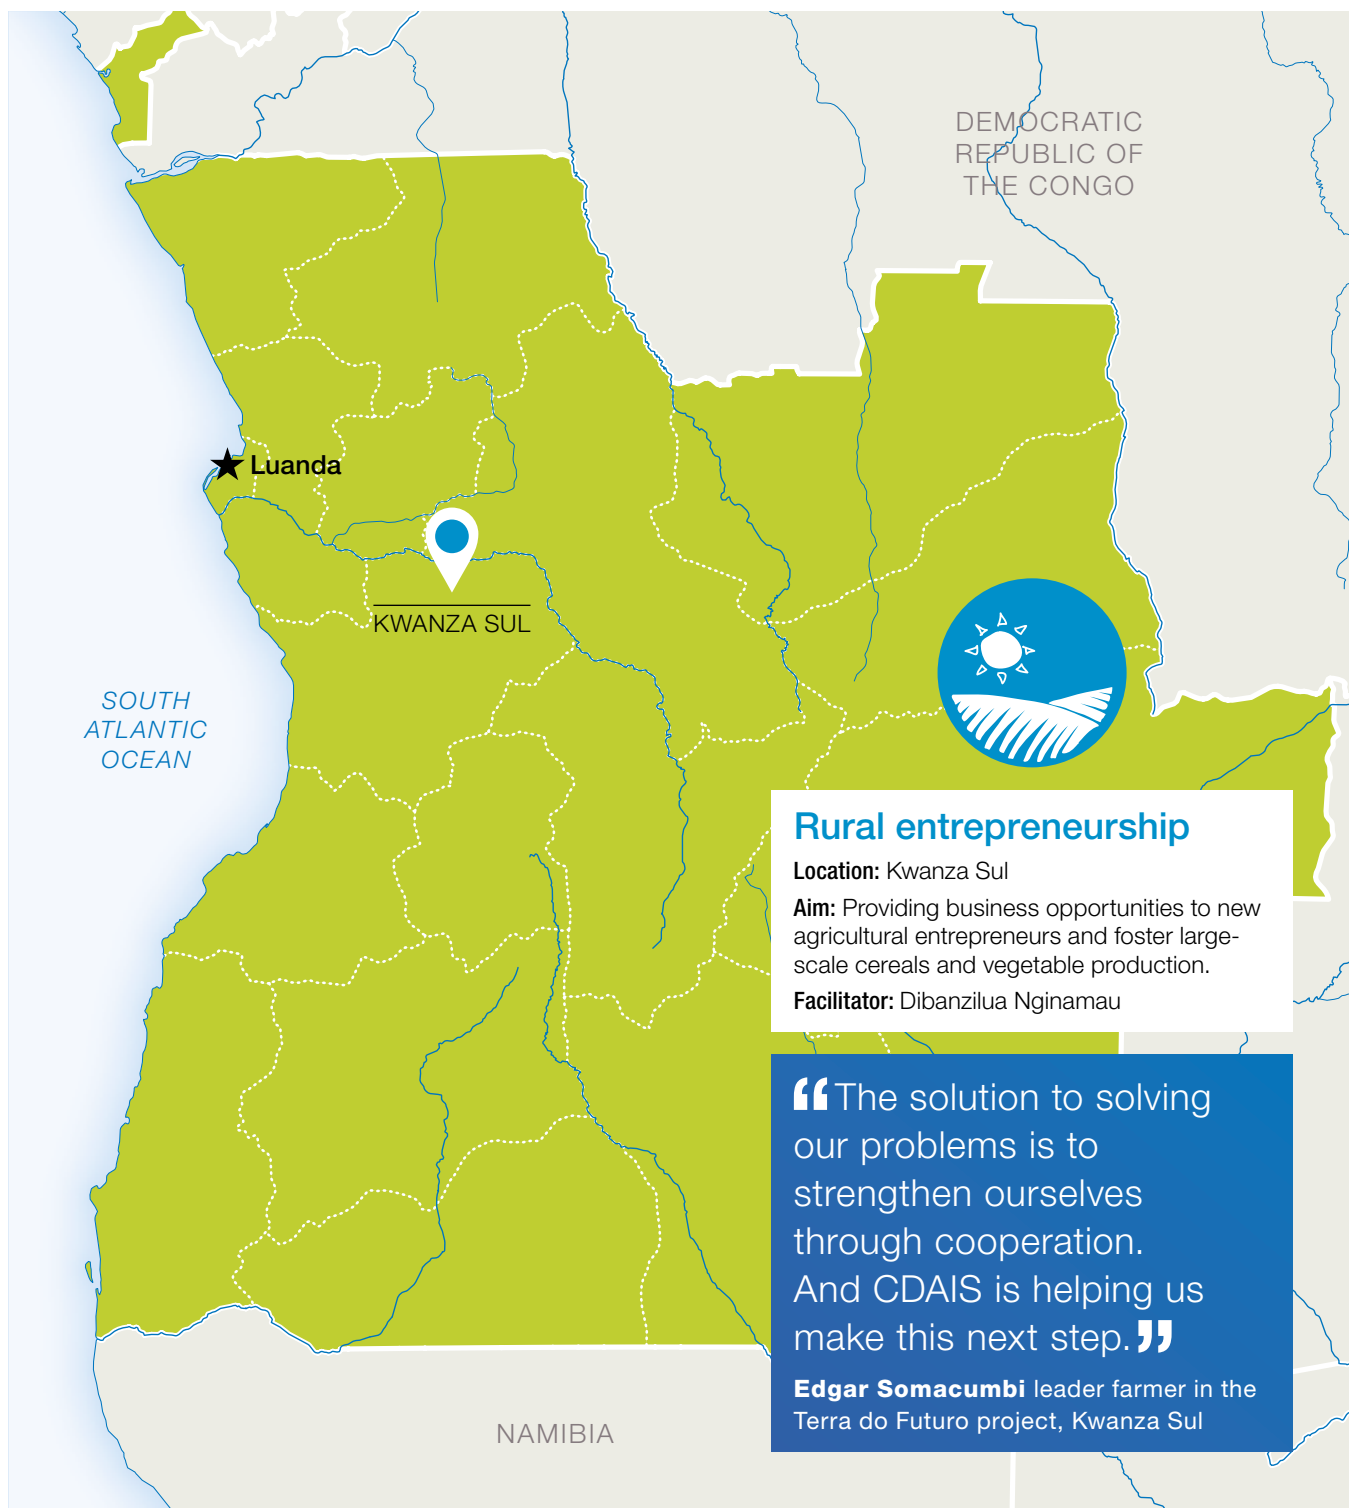 DEMOCRATIC
REPUBLIC OF
THE CONGO
Luanda
KWANZA SUL
SOUTH
ATLANTIC
OCEAN
Rural entrepreneurship
Location: Kwanza Sul
Aim: Providing business opportunities to new
agricultural entrepreneurs and foster large-
scale cereals and vegetable production.
Facilitator: Dibanzilua Nginamau
“The solution to solving
our problems is to
strengthen ourselves
through cooperation.
And CDAIS is helping us
make this next step.”
Edgar Somacumbi leader farmer in the
Terra do Futuro project, Kwanza Sul
NAMIBIA